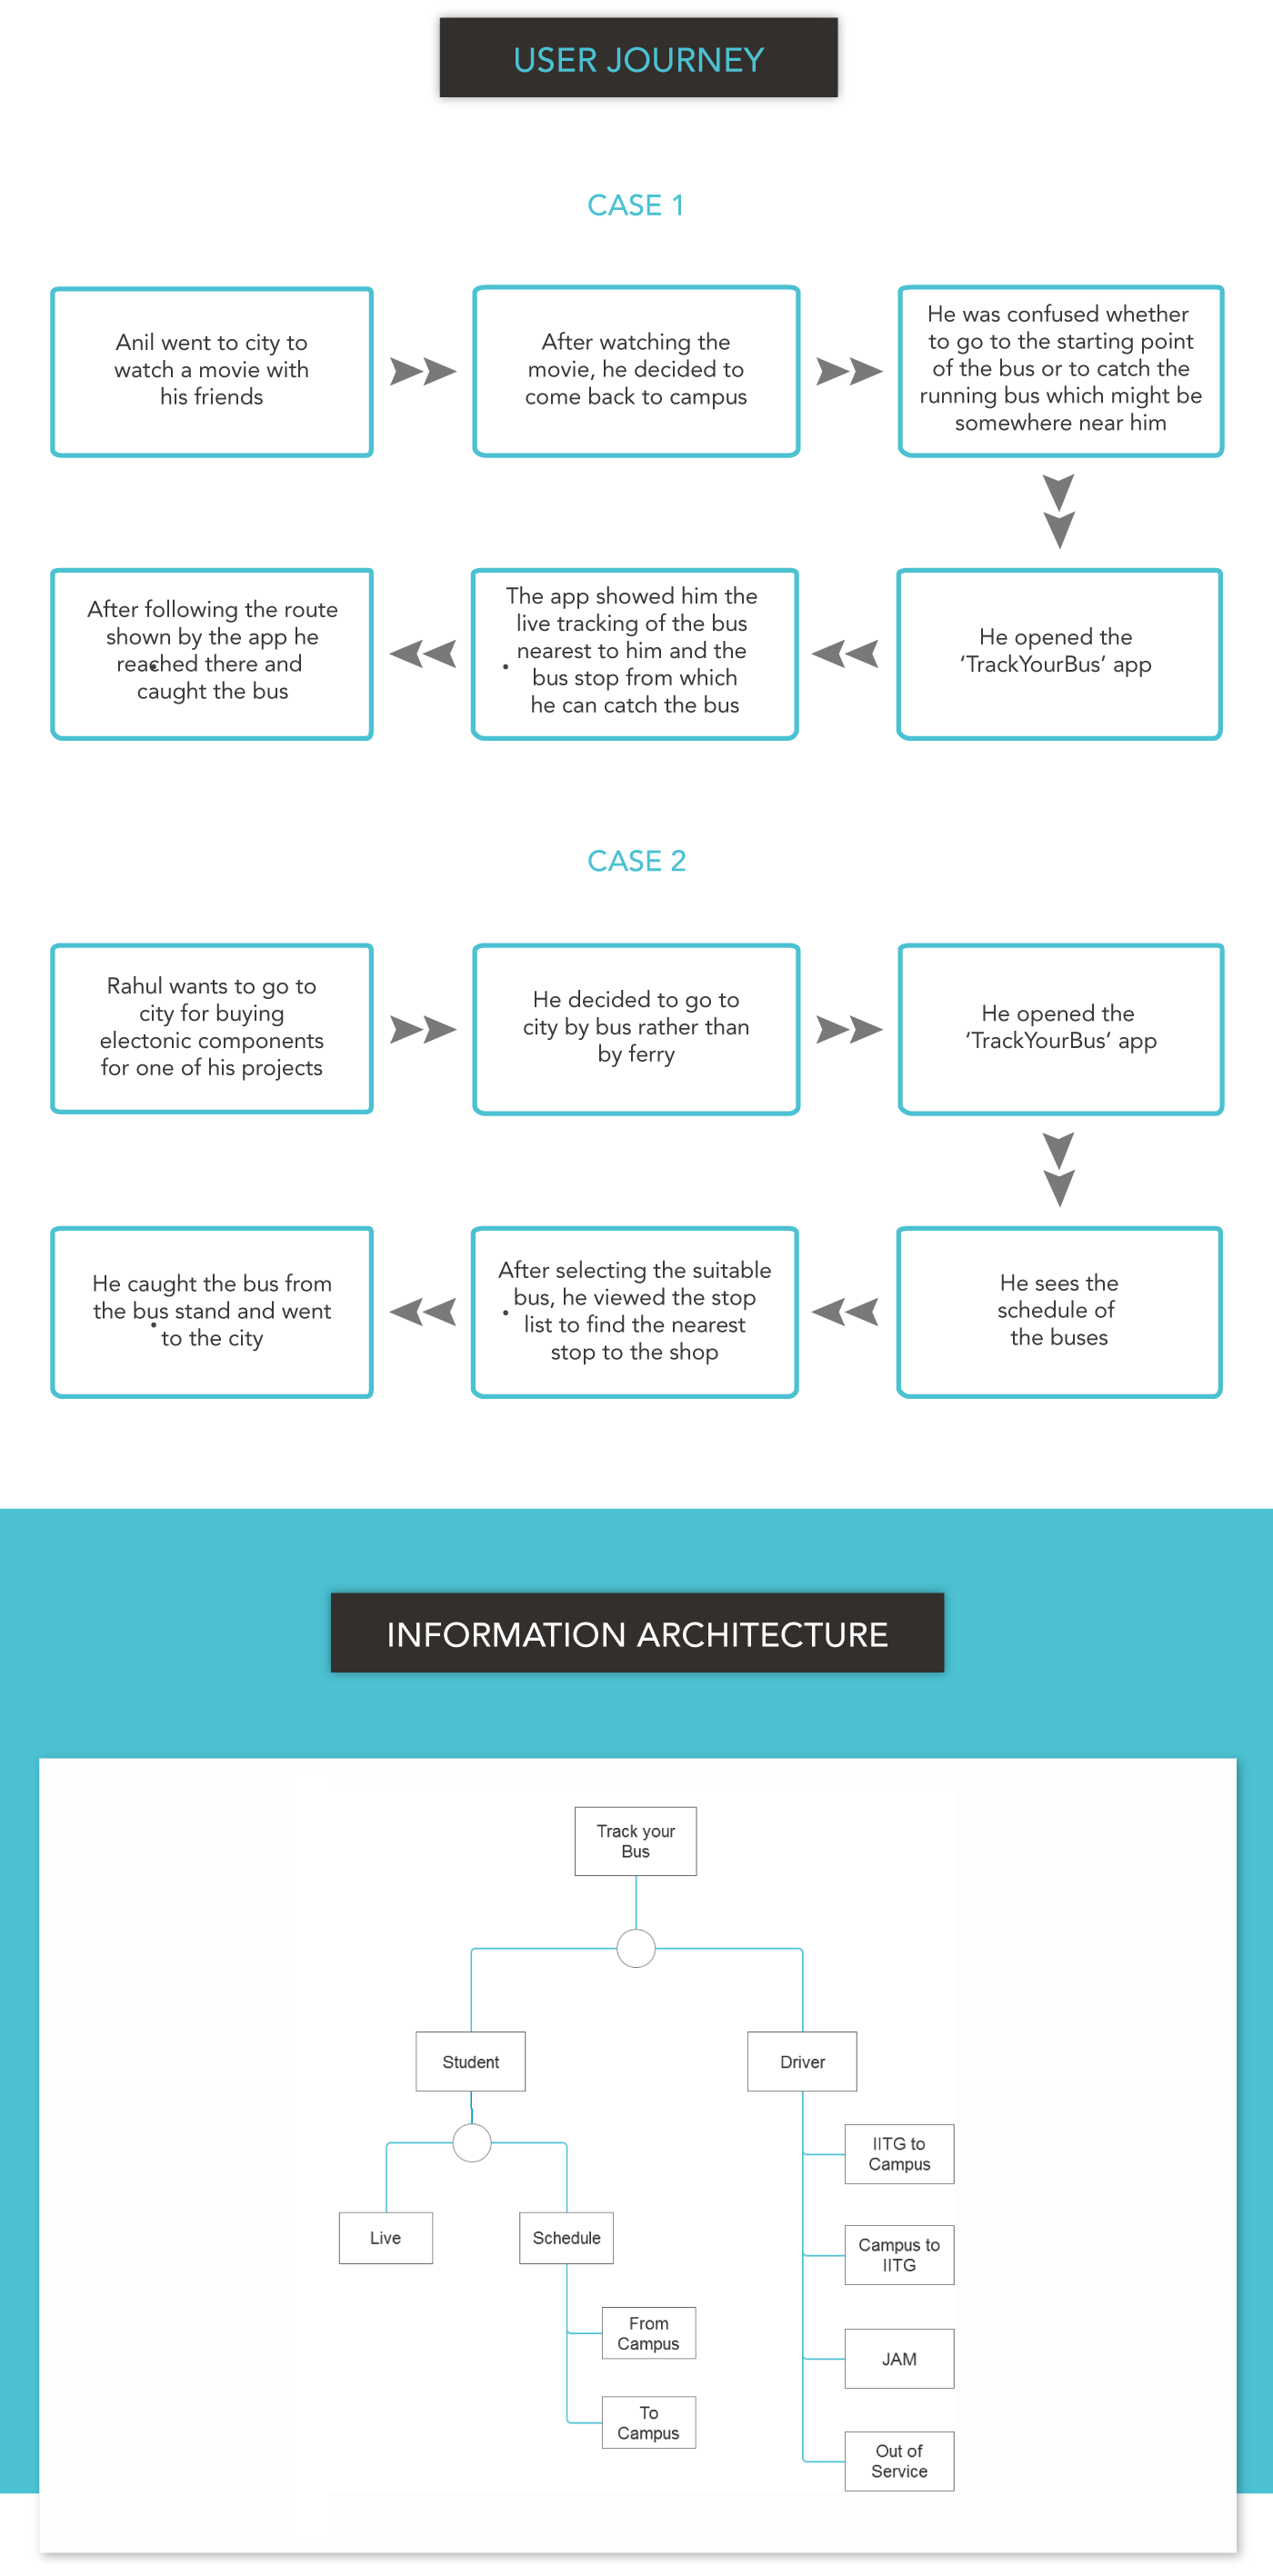 USER JOURNEY
CASE 1
Anil went to city to
watch a movie with
his friends
After watching the
movie, he decided to
come back to campus
He was confused whether
to go to the starting point
of the bus or to catch the
running bus which might be
somewhere near him
He opened the
‘TrackYourBus’ app
The app showed him the
live tracking of the bus
nearest to him and the
bus stop from which
he can catch the bus
After following the route
shown by the app he
reached there and
caught the bus
CASE 2
Rahul wants to go to
city for buying
electonic components
for one of his projects
He decided to go to
city by bus rather than
by ferry
He opened the
‘TrackYourBus’ app
He sees the
schedule of
the buses
After selecting the suitable
bus, he viewed the stop
list to find the nearest
stop to the shop
He caught the bus from
the bus stand and went
to the city
INFORMATION ARCHITECTURE
Track your
Bus
Student
Driver
Live
Schedule
From
Campus
To
Campus
IITG to
Campus
Campus to
IITG
JAM
Out of
Service